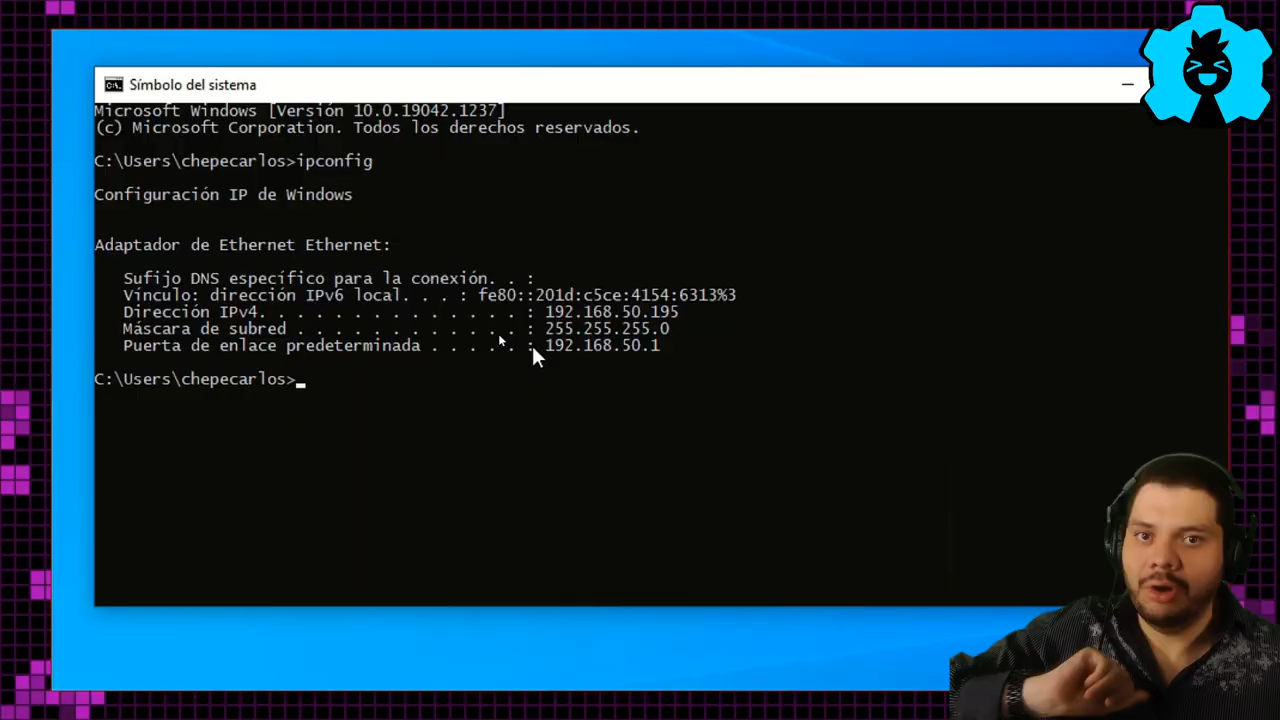 Símbolo del sistema
Microsoft Windows [Versión 10.0.19042.1237]
(c) Microsoft Corporation. Todos los derechos reservados.
C:\Users\chepecarlos>ipconfig
Configuración IP de Windows
Adaptador de Ethernet Ethernet:
Sufijo DNS específico para la conexión. . :
Vínculo: dirección IPv6 local. . . : fe80::201d:c5ce:4154:6313%3
Dirección IPv4. . . . . . . . . . . . . . : 192.168.50.195
Máscara de subred . . . . . . . . . . . . : 255.255.255.0
Puerta de enlace predeterminada . . . . . : 192.168.50.1
C:\Users\chepecarlos>_